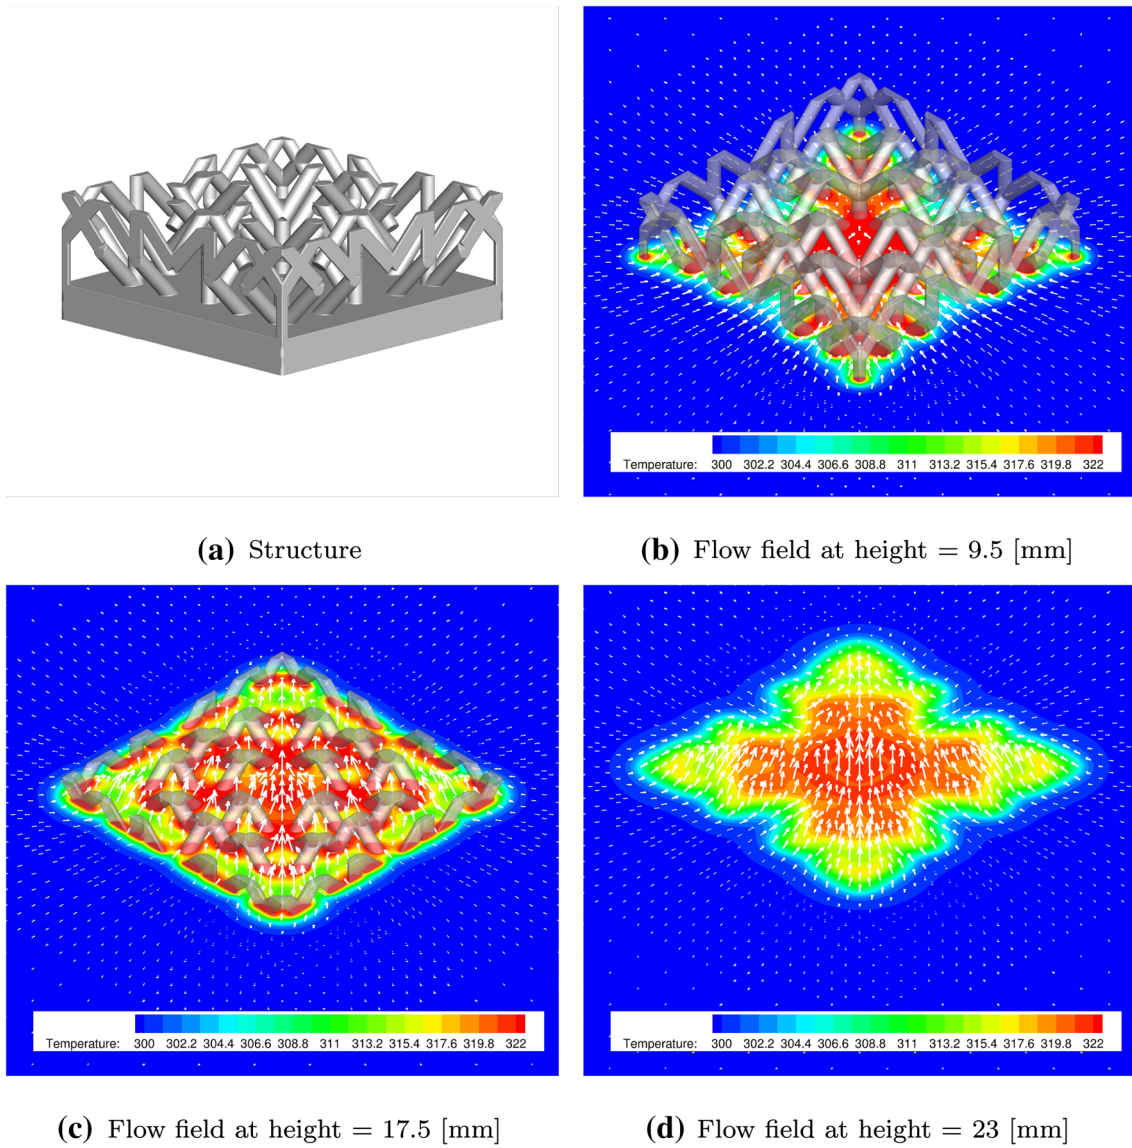 Temperature: 300 302.2 304.4 306.6 308.8 311 313.2 315.4 317.6 319.8 322
(a) Structure
(b) Flow field at height = 9.5 [mm]
Temperature: 300 302.2 304.4 306.6 308.8 311 313.2 315.4 317.6 319.8 322
Temperature: 300 302.2 304.4 306.6 308.8 311 313.2 315.4 317.6 319.8 322
(c) Flow field at height = 17.5 [mm]
(d) Flow field at height = 23 [mm]